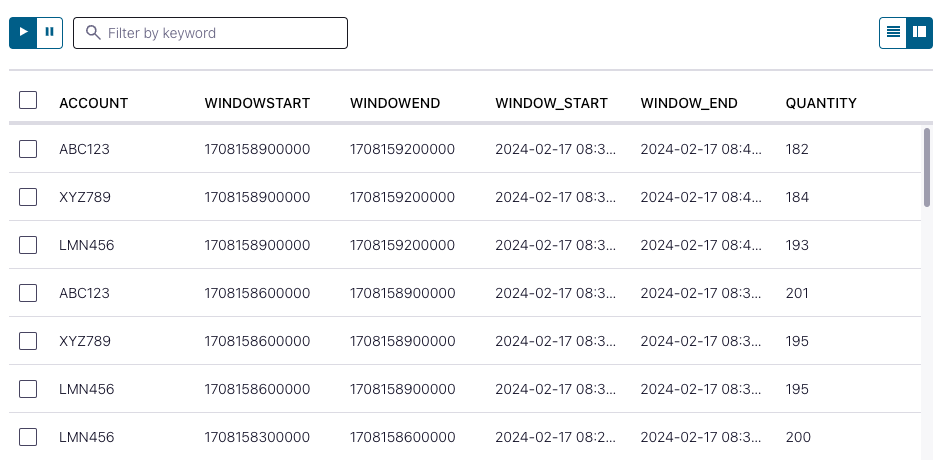 Filter by keyword
ACCOUNT WINDOWSTART WINDOWEND WINDOW_START WINDOW_END QUANTITY
ABC123 1708158900000 1708159200000 2024-02-17 08:3... 2024-02-17 08:4... 182
XYZ789 1708158900000 1708159200000 2024-02-17 08:3... 2024-02-17 08:4... 184
LMN456 1708158900000 1708159200000 2024-02-17 08:3... 2024-02-17 08:4... 193
ABC123 1708158600000 1708158900000 2024-02-17 08:3... 2024-02-17 08:3... 201
XYZ789 1708158600000 1708158900000 2024-02-17 08:3... 2024-02-17 08:3... 195
LMN456 1708158600000 1708158900000 2024-02-17 08:3... 2024-02-17 08:3... 195
LMN456 1708158300000 1708158600000 2024-02-17 08:2... 2024-02-17 08:3... 200